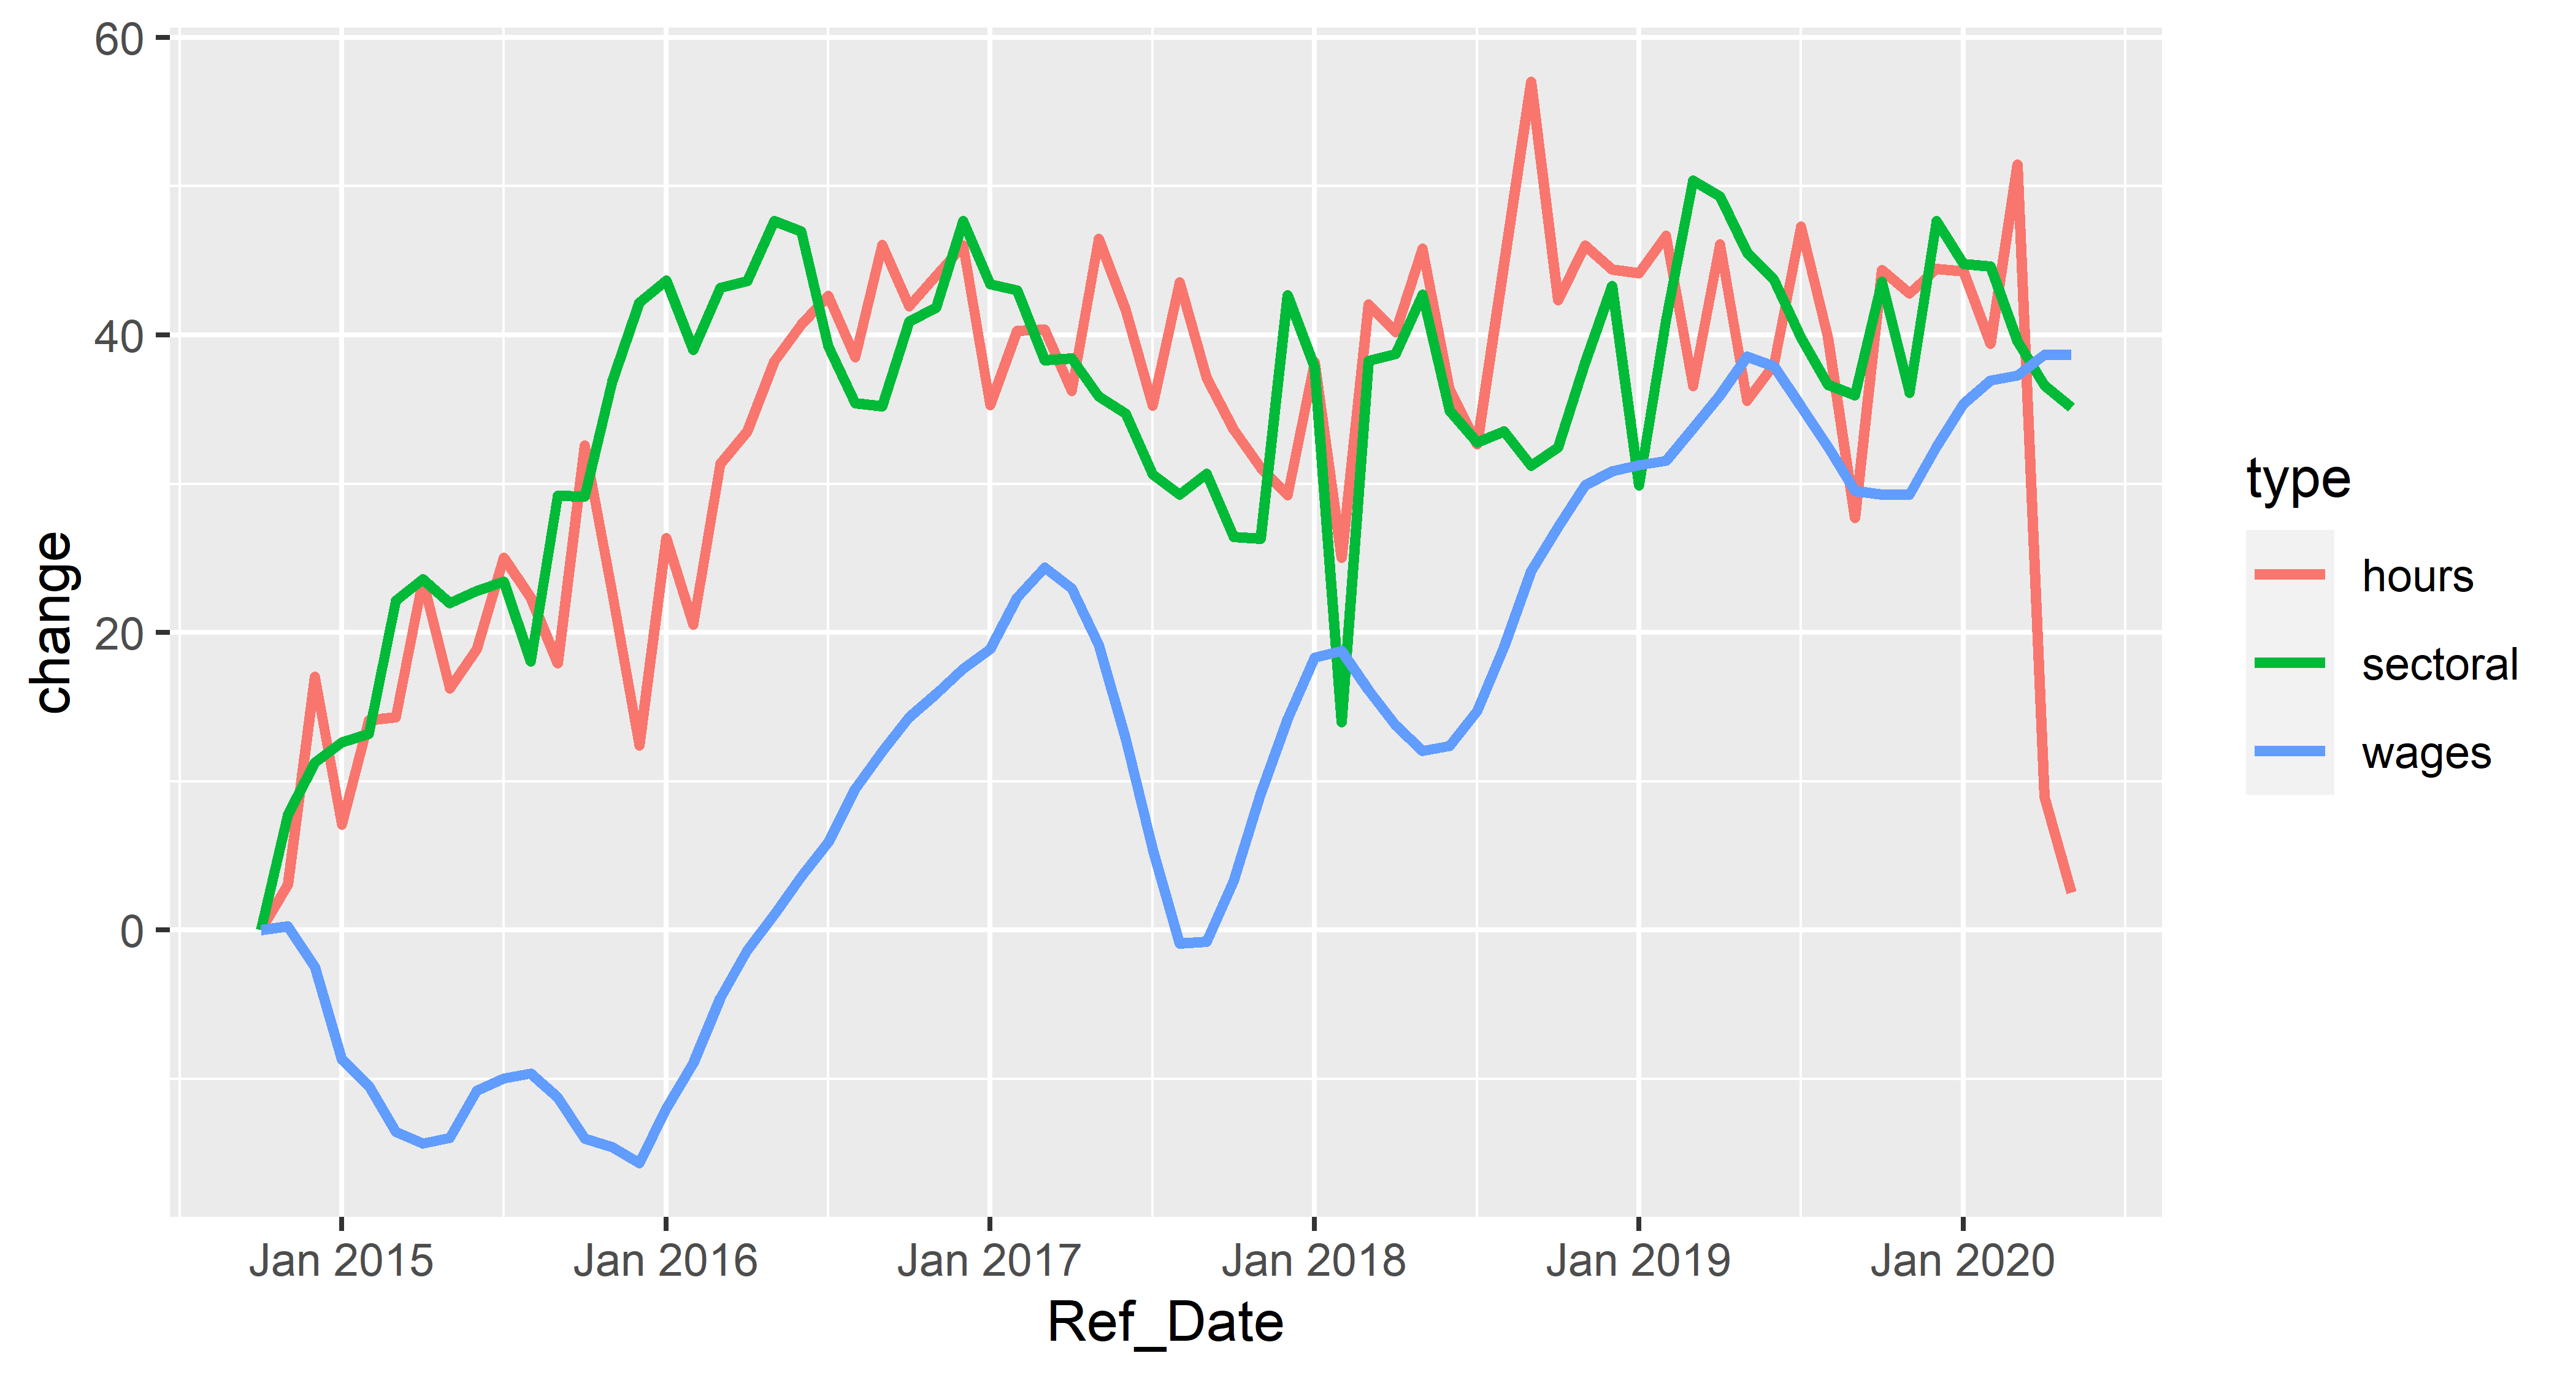 60
40
20
0
change
Jan 2015
Jan 2016
Jan 2017
Jan 2018
Jan 2019
Jan 2020
Ref_Date
type
hours
sectoral
wages